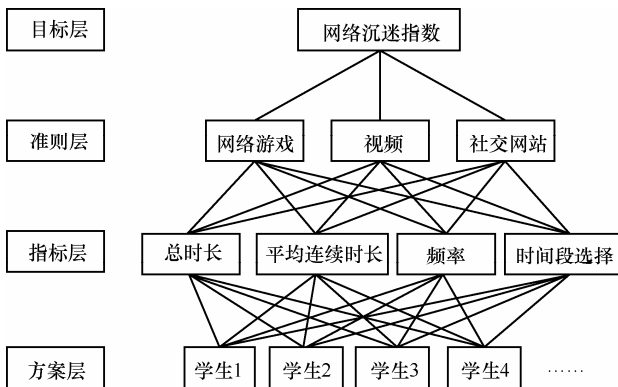 目标层
网络沉迷指数
准则层
网络游戏
视频
社交网站
指标层
总时长
平均连续时长
频率
时间段选择
方案层
学生1
学生2
学生3
学生4
……